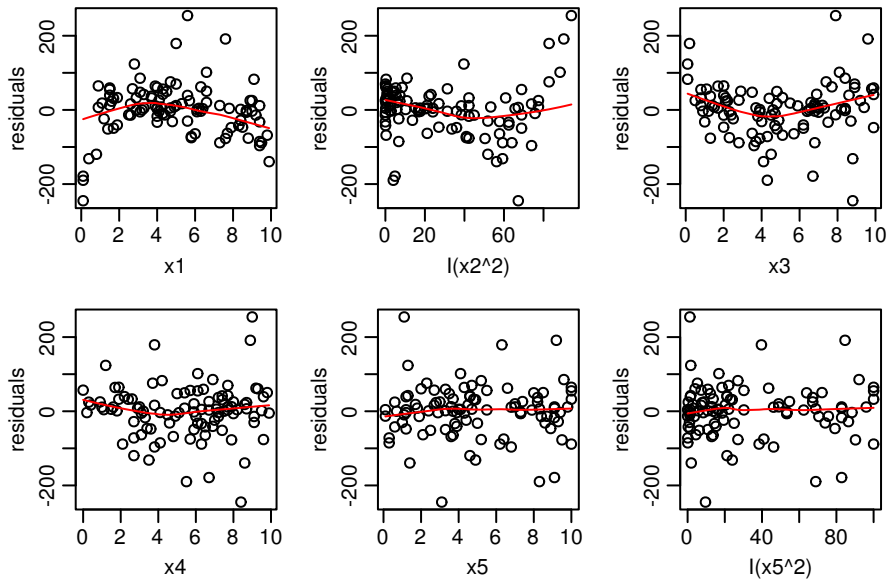 residuals
-200 0 200
0 2 4 6 8 10
x1
residuals
-200 0 200
0 20 60
I(x2^2)
residuals
-200 0 200
0 2 4 6 8 10
x3
residuals
-200 0 200
0 2 4 6 8 10
x4
residuals
-200 0 200
0 2 4 6 8 10
x5
residuals
-200 0 200
0 40 80
I(x5^2)